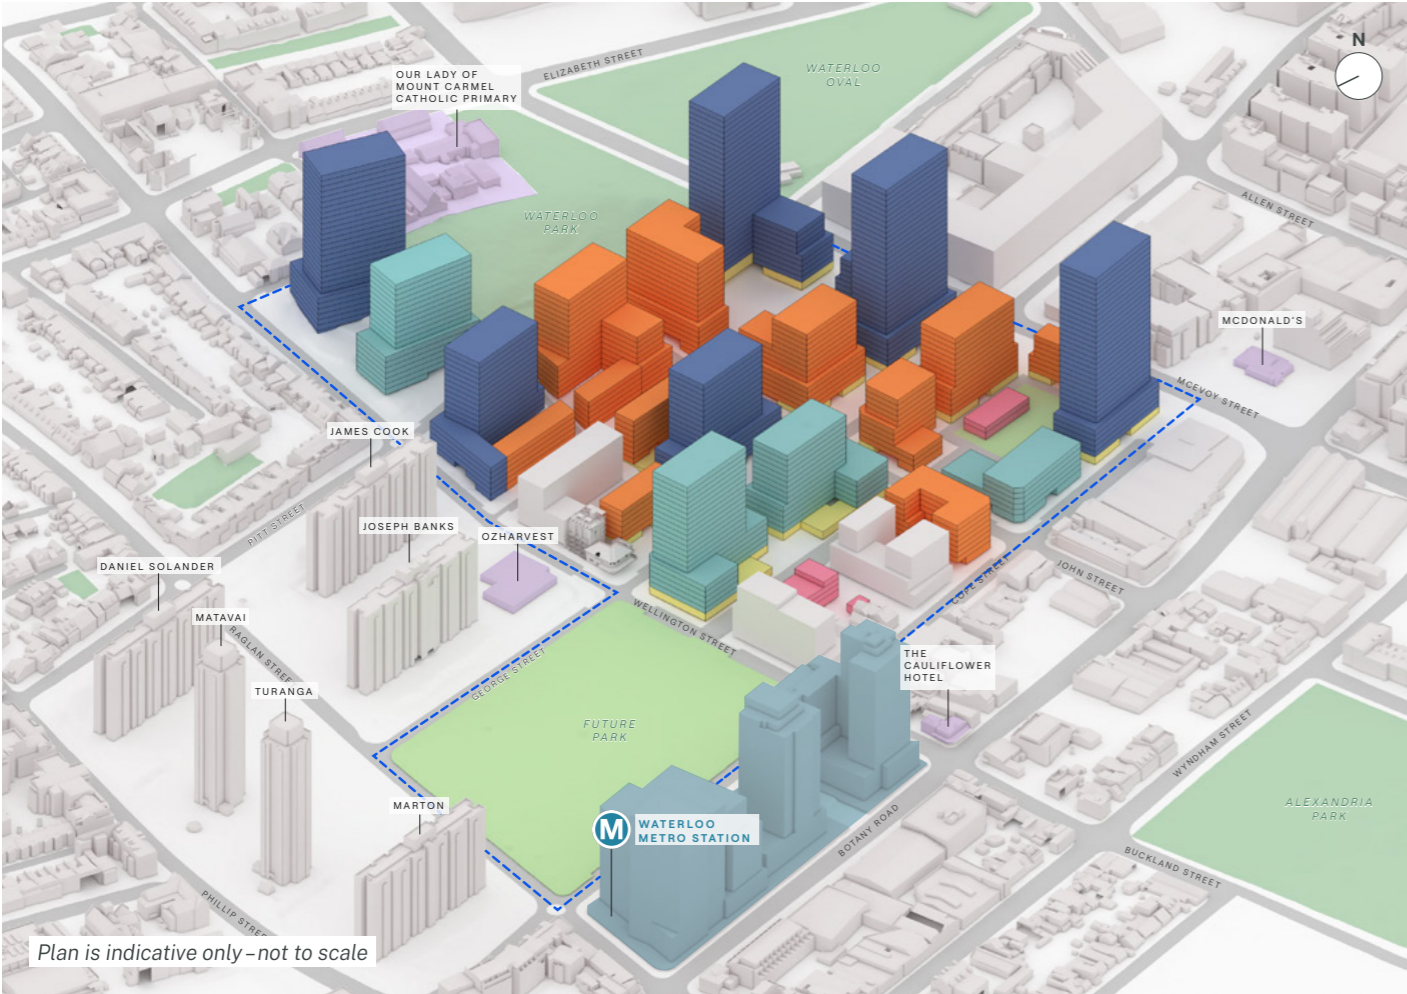 N
ELIZABETH STREET
WATERLOO
OVAL
OUR LADY OF
MOUNT CARMEL
CATHOLIC PRIMARY
WATERLOO
PARK
ALLEN STREET
MCDONALD'S
MCEVOY STREET
JAMES COOK
PITT STREET
JOSEPH BANKS
OZHARVEST
DANIEL SOLANDER
MATAVAI
RAGLAN STREET
TURANGA
WELLINGTON STREET
GEORGE STREET
COPE STREET
JOHN STREET
THE
CAULIFLOWER
HOTEL
FUTURE
PARK
WYNDHAM STREET
ALEXANDRIA
PARK
MARTON
M
WATERLOO
METRO STATION
BOTANY ROAD
BUCKLAND STREET
PHILLIP STREET
Plan is indicative only – not to scale